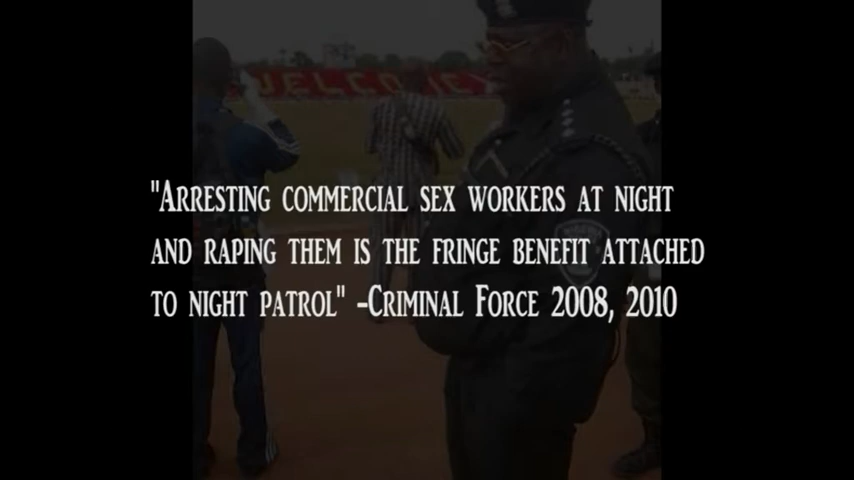 WELCOME
"Arresting commercial sex workers at night
and raping them is the fringe benefit attached
to night patrol" -Criminal Force 2008, 2010